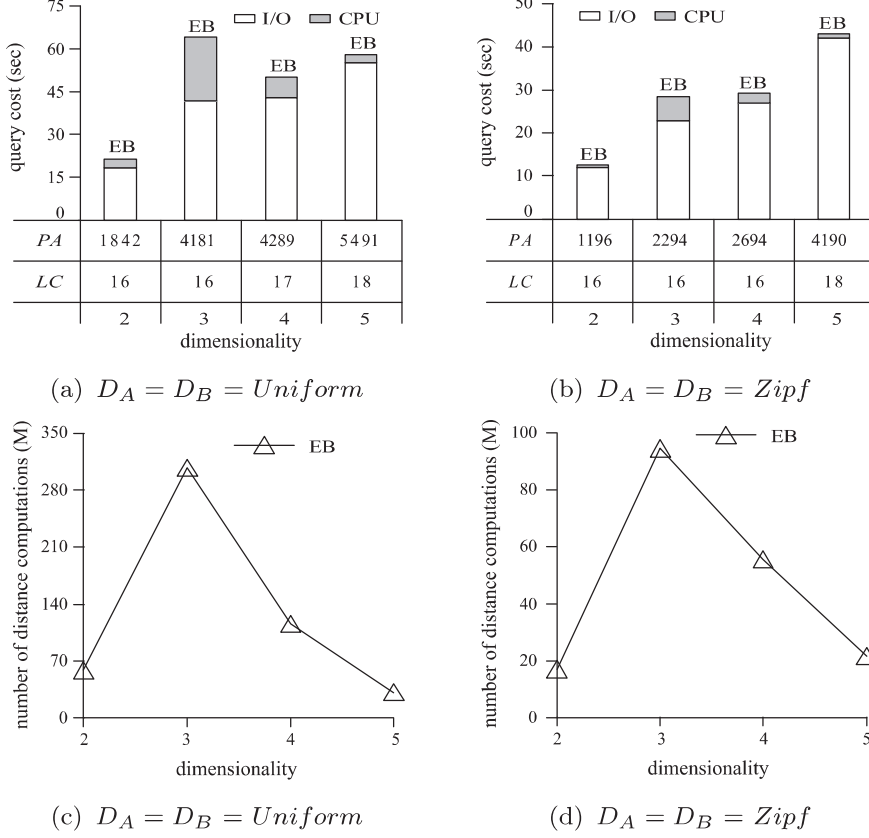 75
60
45
30
15
0
query cost (sec)
I/O CPU
EB
EB
EB
EB
PA 1842 4181 4289 5491
LC 16 16 17 18
2 3 4 5
dimensionality
(a) D_A = D_B = Uniform
50
40
30
20
10
0
query cost (sec)
I/O CPU
EB
EB
EB
EB
PA 1196 2294 2694 4190
LC 16 16 16 18
2 3 4 5
dimensionality
(b) D_A = D_B = Zipf
350
280
210
140
70
0
number of distance computations (M)
EB
2 3 4 5
dimensionality
(c) D_A = D_B = Uniform
100
80
60
40
20
0
number of distance computations (M)
EB
2 3 4 5
dimensionality
(d) D_A = D_B = Zipf